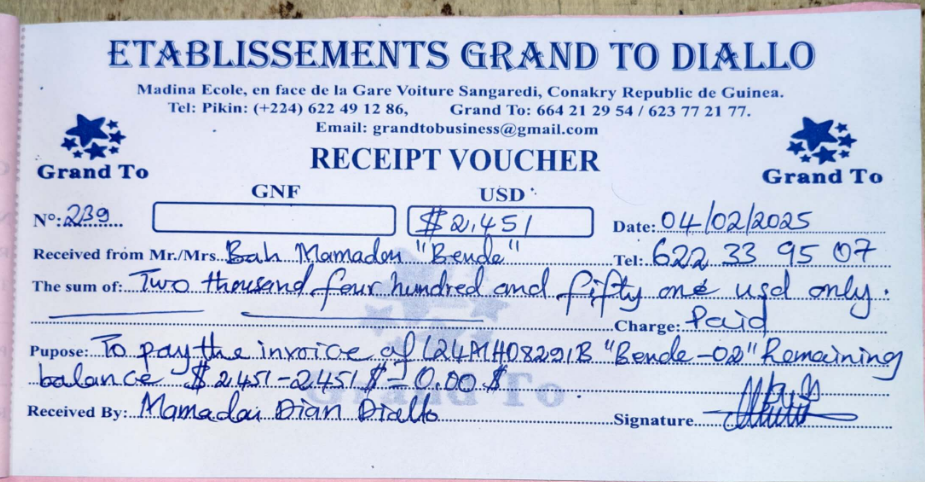 ETABLISSEMENTS GRAND TO DIALLO
Madina Ecole, en face de la Gare Voiture Sangaredi, Conakry Republic de Guinea.
Tel: Pikin: (+224) 622 49 12 86, Grand To: 664 21 29 54 / 623 77 21 77.
Email: grandtobusiness@gmail.com
Grand To
RECEIPT VOUCHER
Grand To
GNF USD
Nº: 239 $2,451 Date: 04/02/2025
Received from Mr./Mrs. Bah Mamadou "Bende" Tel: 622 33 95 07
The sum of: Two thousand four hundred and fifty one usd only.
Charge: Paid
Pupose: To pay the invoice of L24MH08291B "Bende-02" Remaining
balance $2451-2451$=0.00$
Grand To
Received By: Mamadou Dian Diallo Signature